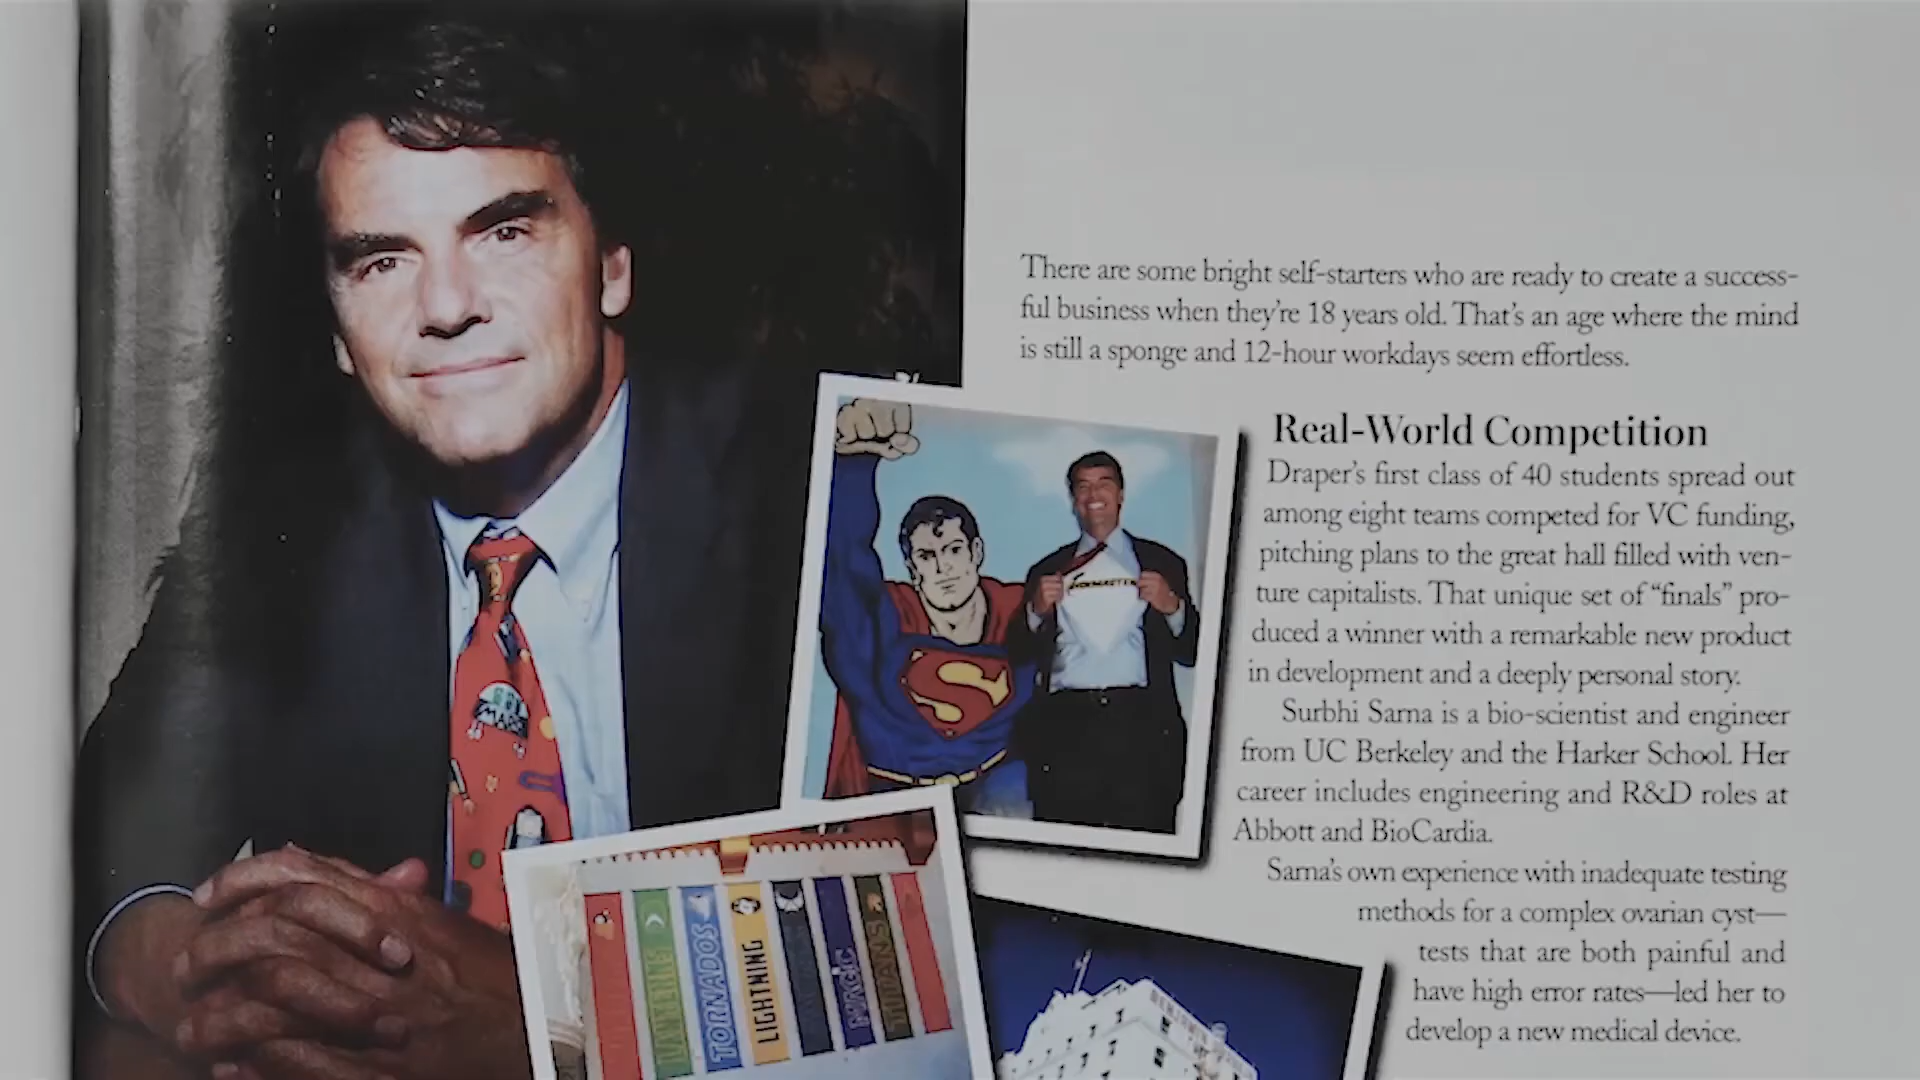 There are some bright self-starters who are ready to create a success-
ful business when they're 18 years old. That's an age where the mind
is still a sponge and 12-hour workdays seem effortless.
Real-World Competition
Draper's first class of 40 students spread out
among eight teams competed for VC funding,
pitching plans to the great hall filled with ven-
ture capitalists. That unique set of “finals” pro-
duced a winner with a remarkable new product
in development and a deeply personal story.
Surbhi Sarna is a bio-scientist and engineer
from UC Berkeley and the Harker School. Her
career includes engineering and R&D roles at
Abbott and BioCardia.
Sarna's own experience with inadequate testing
methods for a complex ovarian cyst—
tests that are both painful and
have high error rates—led her to
develop a new medical device.
MARS
S
TORNADOS
LIGHTNING
MAGIC
TITANS
BENJAMIN